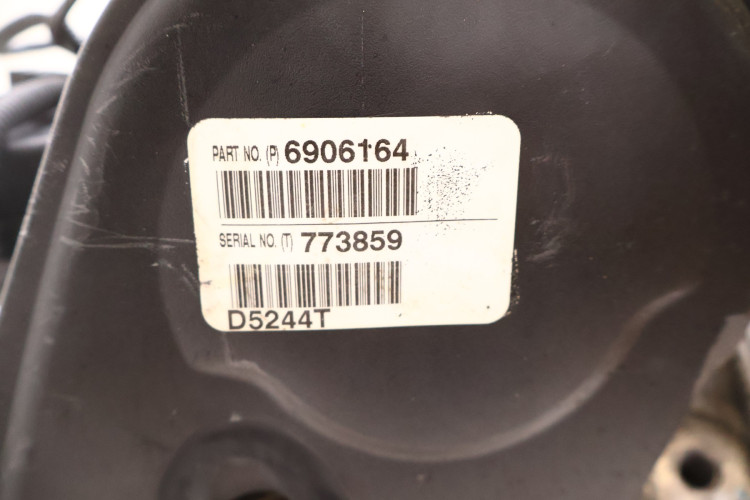 PART NO. (P) 6906164
SERIAL NO. (T) 773859
D5244T